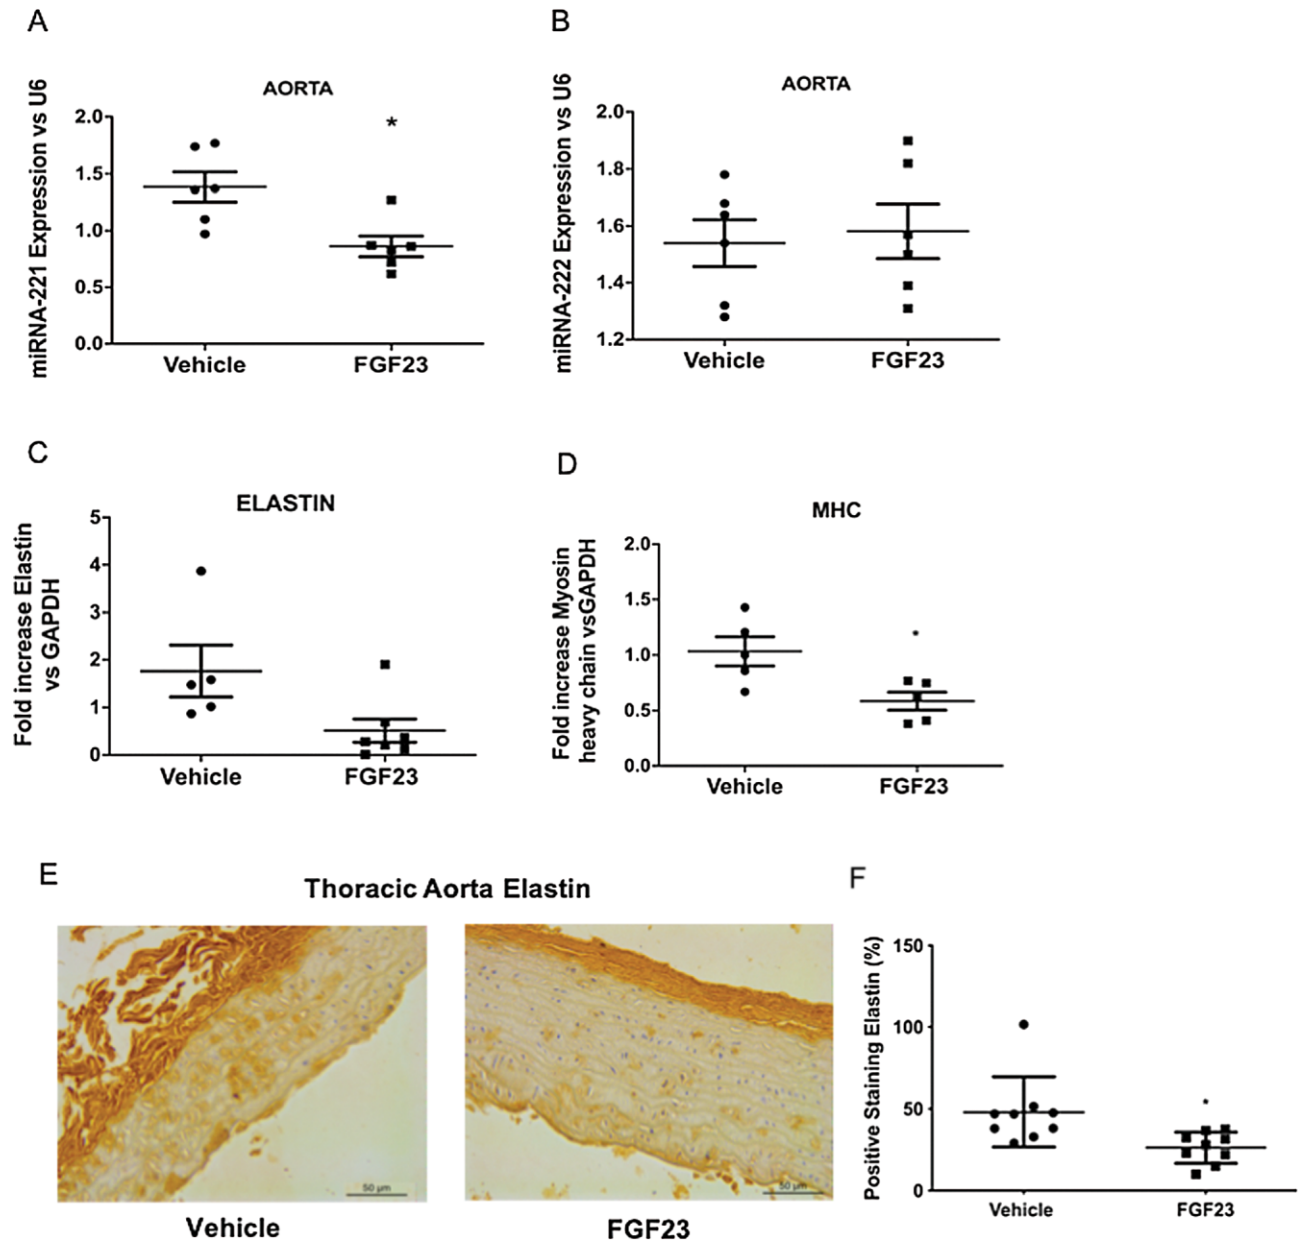 A
AORTA
miRNA-221 Expression vs U6
2.0
*
1.5
1.0
0.5
0.0
Vehicle
FGF23
B
AORTA
miRNA-222 Expression vs U6
2.0
1.8
1.6
1.4
1.2
Vehicle
FGF23
C
ELASTIN
Fold increase Elastin
vs GAPDH
5
4
3
2
1
0
Vehicle
FGF23
D
MHC
Fold increase Myosin
heavy chain vsGAPDH
2.0
1.5
*
1.0
0.5
0.0
Vehicle
FGF23
E
Thoracic Aorta Elastin
50 µm
50 µm
Vehicle
FGF23
F
Positive Staining Elastin (%)
150
100
*
50
0
Vehicle
FGF23